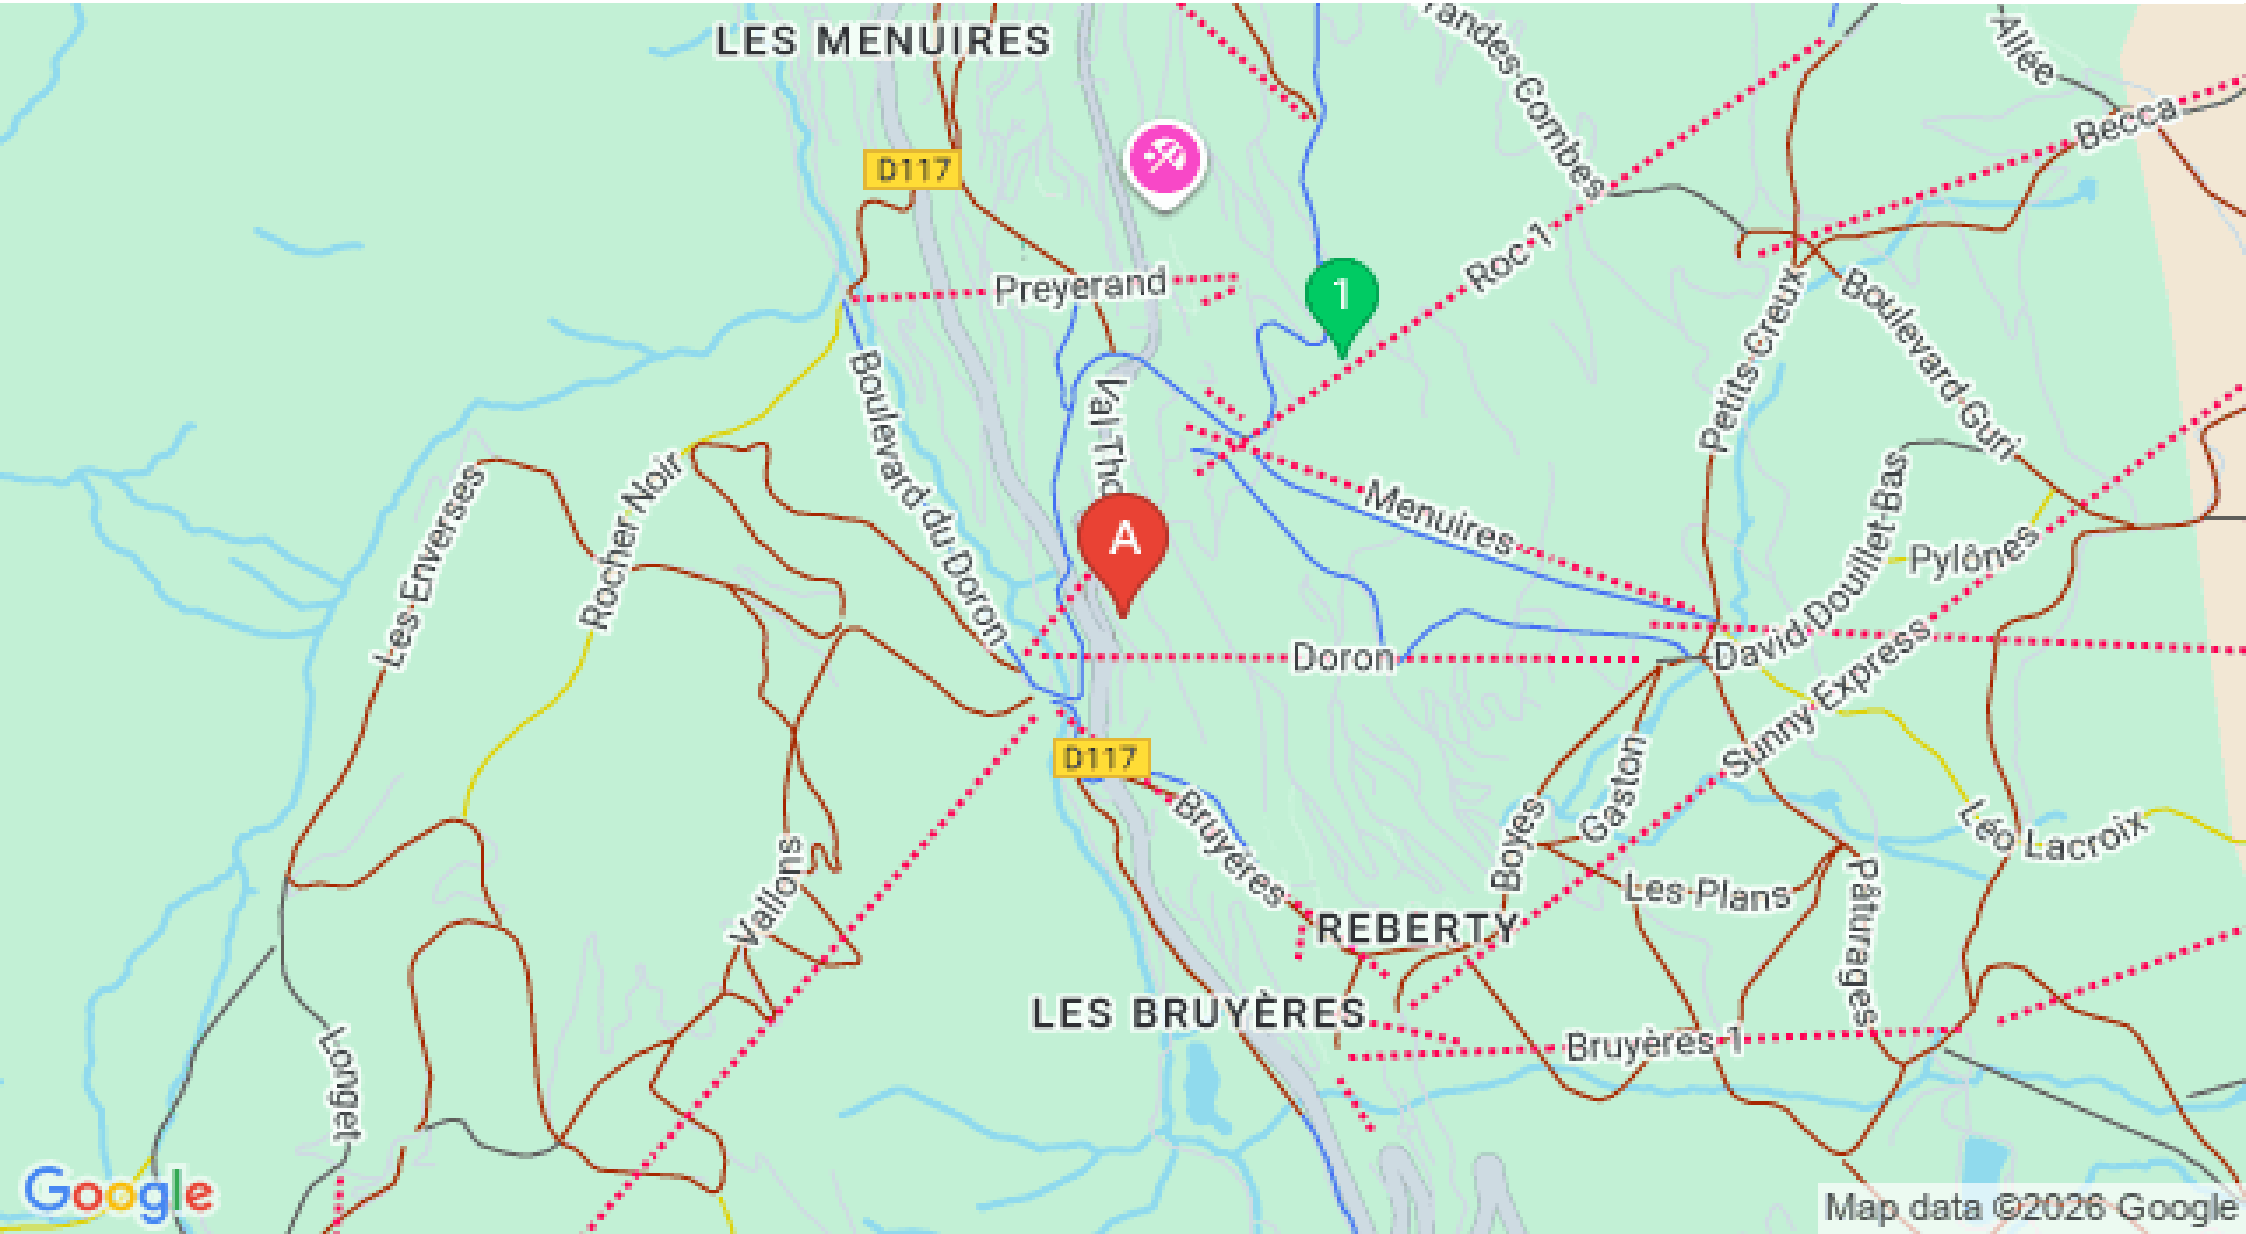 LES MENUIRES
Allée
Becca
D117
Roc 1
Preyerand
1
Petits Creux
Boulevard Guri
Boulevard du Doron
Les Enverses
Rocher Noir
Menuires
A
David Douillet Bas
Pylônes
Doron
Sunny Express
D117
Bruyères
Gaston
Boyes
Léo Lacroix
Vallons
Les Plans
Pâturages
REBERTY
LES BRUYÈRES
Bruyères 1
Longet
Google
Map data ©2026 Google